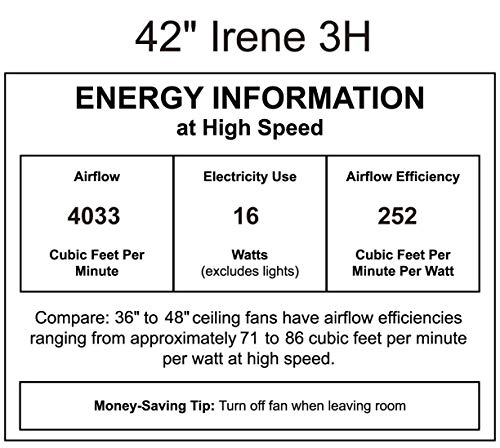 42" Irene 3H
ENERGY INFORMATION
at High Speed
Airflow
4033
Cubic Feet Per
Minute
Electricity Use
16
Watts
(excludes lights)
Airflow Efficiency
252
Cubic Feet Per
Minute Per Watt
Compare: 36" to 48" ceiling fans have airflow efficiencies
ranging from approximately 71 to 86 cubic feet per minute
per watt at high speed.
Money-Saving Tip: Turn off fan when leaving room